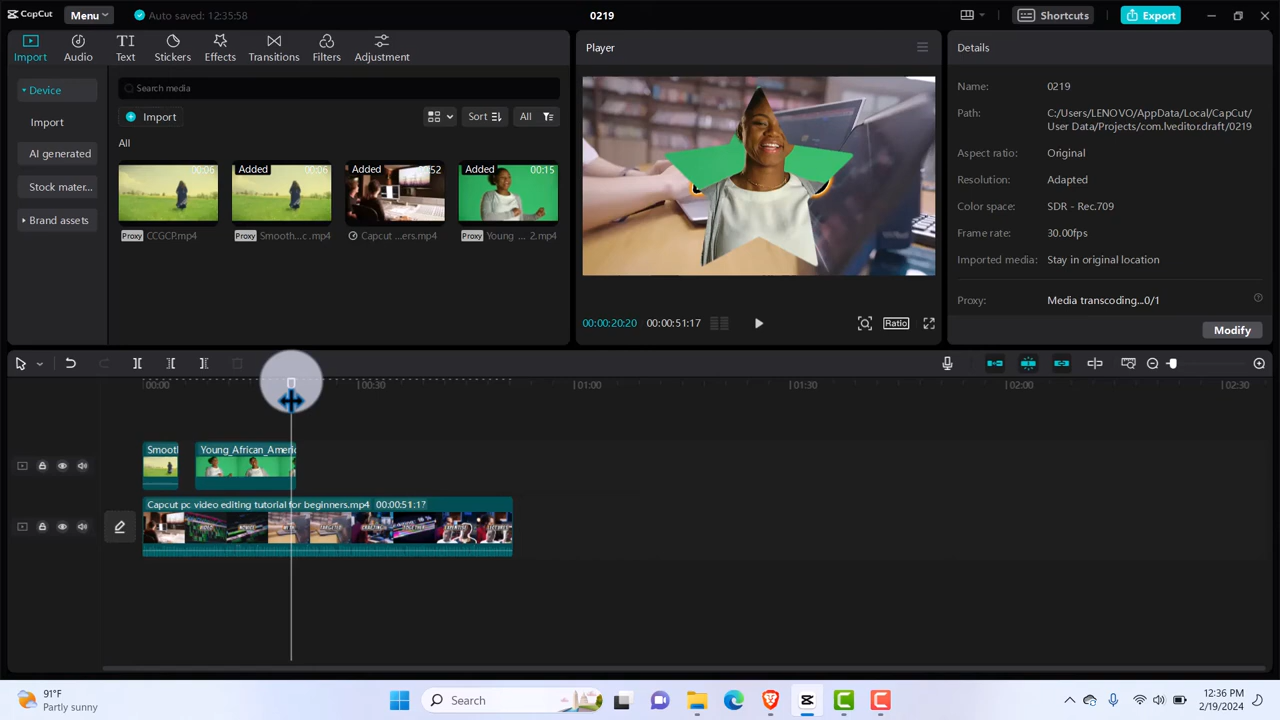 CapCut
Menu
Auto saved: 12:35:58
0219
Shortcuts
Export
Import
Audio
Text
Stickers
Effects
Transitions
Filters
Adjustment
Device
Import
AI generated
Stock mater...
Brand assets
Search media
Import
Sort
All
All
00:06
Added 00:06
Added
Added 00:15
Proxy CCGCP.mp4
Proxy Smooth...c .mp4
Capcut ...ers.mp4
Proxy Young ... 2.mp4
Player
00:00:20:20 00:00:51:17
Ratio
Details
Name: 0219
Path: C:/Users/LENOVO/AppData/Local/CapCut/
User Data/Projects/com.lveditor.draft/0219
Aspect ratio: Original
Resolution: Adapted
Color space: SDR - Rec.709
Frame rate: 30.00fps
Imported media: Stay in original location
Proxy: Media transcoding...0/1
Modify
00:00
00:30
01:00
01:30
02:00
02:30
Young_African_Ameri
Capcut pc video editing tutorial for beginners.mp4 00:00:51:17
91°F
Partly sunny
Search
12:36 PM
2/19/2024